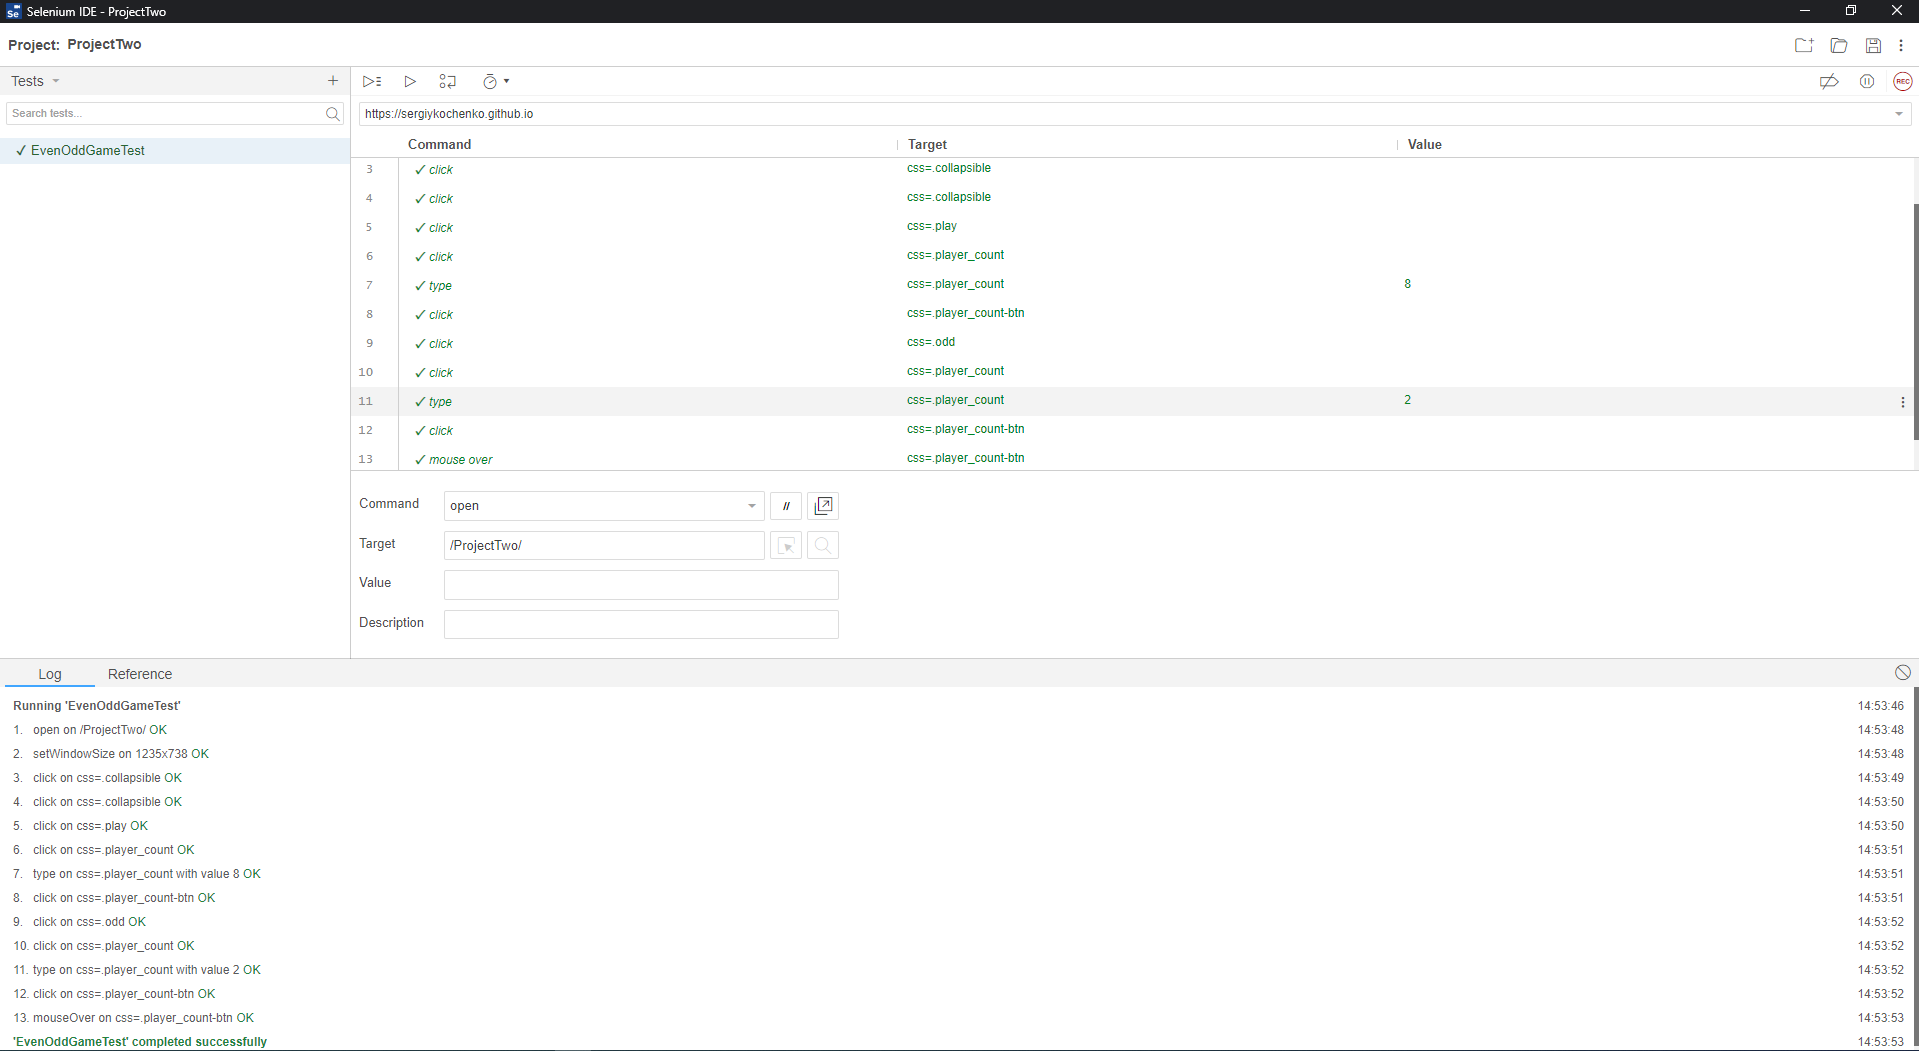 Se Selenium IDE - ProjectTwo
Project: ProjectTwo
Tests
Search tests...
✓ EvenOddGameTest
REC
https://sergiykochenko.github.io
Command Target Value
3 ✓ click css=.collapsible
4 ✓ click css=.collapsible
5 ✓ click css=.play
6 ✓ click css=.player_count
7 ✓ type css=.player_count 8
8 ✓ click css=.player_count-btn
9 ✓ click css=.odd
10 ✓ click css=.player_count
11 ✓ type css=.player_count 2
12 ✓ click css=.player_count-btn
13 ✓ mouse over css=.player_count-btn
Command open //
Target /ProjectTwo/
Value
Description
Log Reference
Running 'EvenOddGameTest' 14:53:46
1. open on /ProjectTwo/ OK 14:53:48
2. setWindowSize on 1235x738 OK 14:53:48
3. click on css=.collapsible OK 14:53:49
4. click on css=.collapsible OK 14:53:50
5. click on css=.play OK 14:53:50
6. click on css=.player_count OK 14:53:51
7. type on css=.player_count with value 8 OK 14:53:51
8. click on css=.player_count-btn OK 14:53:51
9. click on css=.odd OK 14:53:52
10. click on css=.player_count OK 14:53:52
11. type on css=.player_count with value 2 OK 14:53:52
12. click on css=.player_count-btn OK 14:53:52
13. mouseOver on css=.player_count-btn OK 14:53:53
'EvenOddGameTest' completed successfully 14:53:53